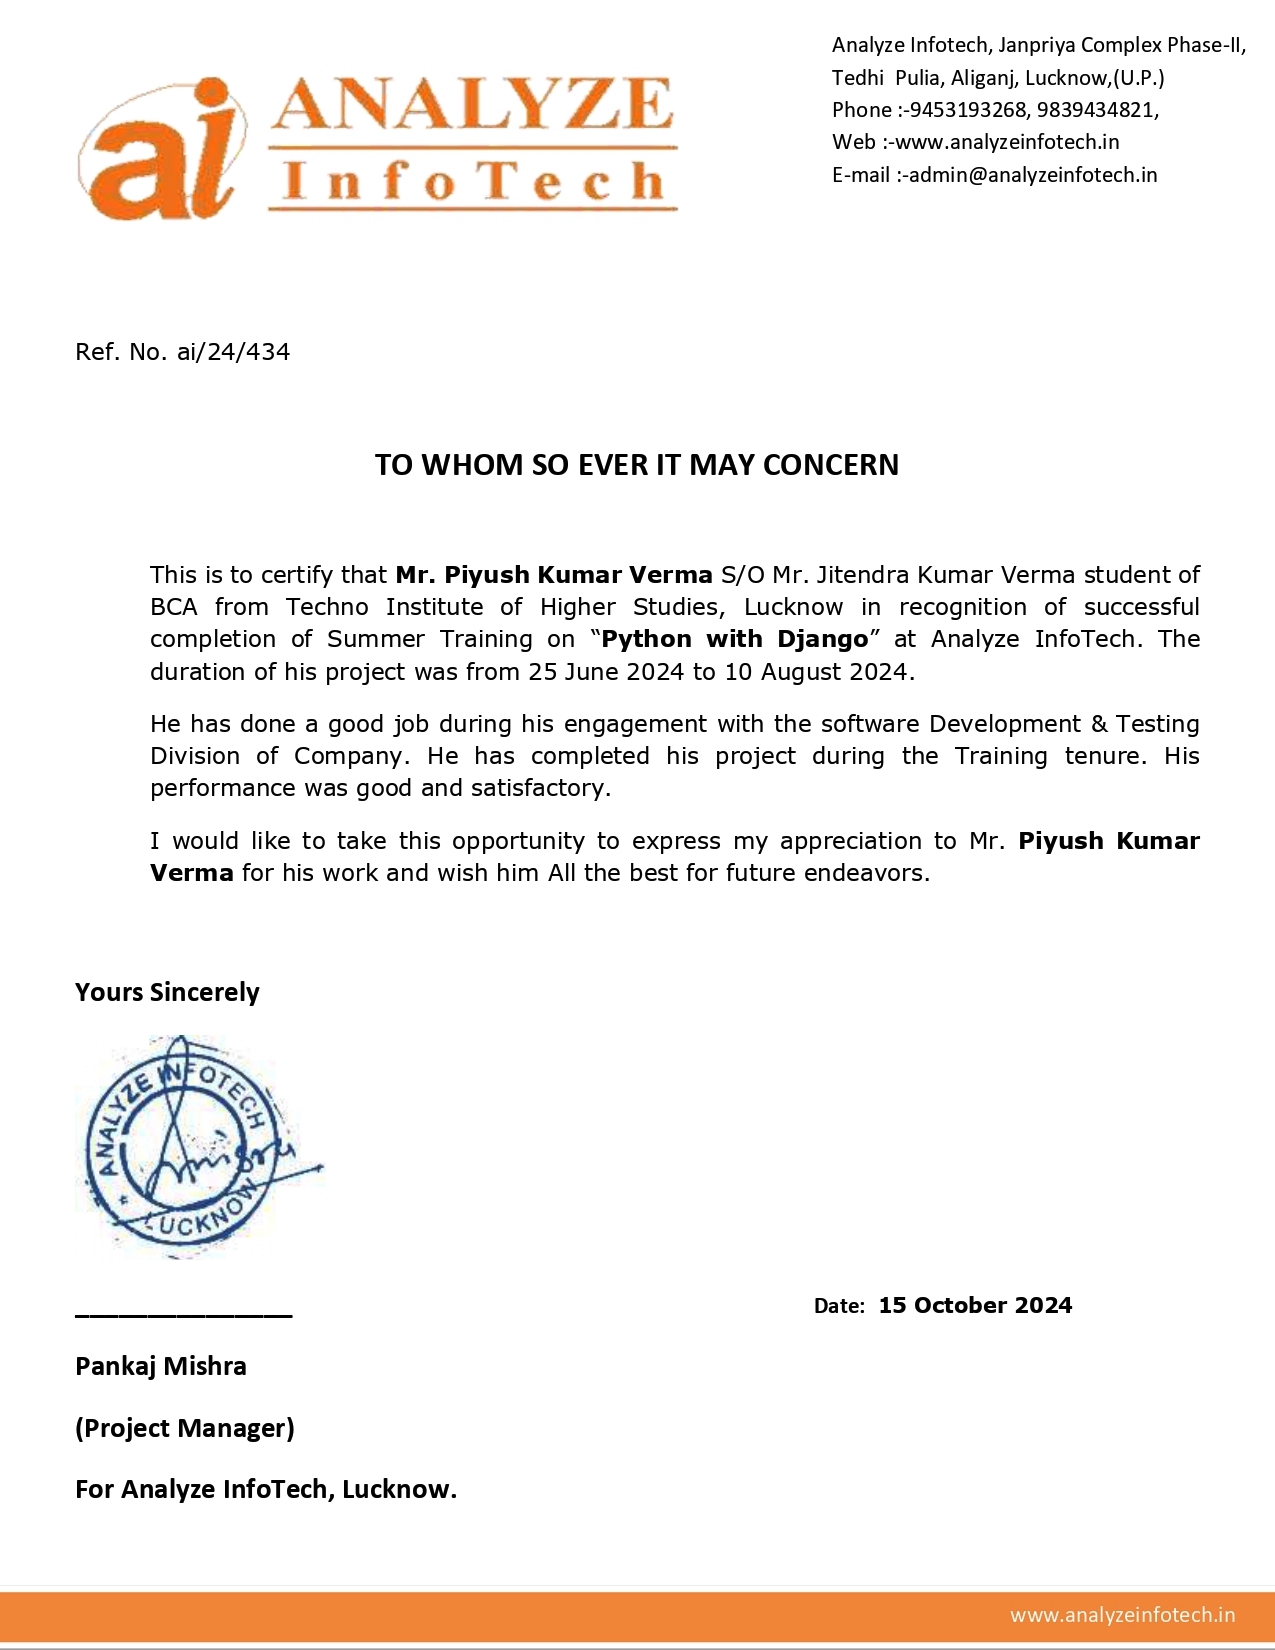 ai ANALYZE
InfoTech
Analyze Infotech, Janpriya Complex Phase-II,
Tedhi  Pulia, Aliganj, Lucknow,(U.P.)
Phone :-9453193268, 9839434821,
Web :-www.analyzeinfotech.in
E-mail :-admin@analyzeinfotech.in
Ref. No. ai/24/434
TO WHOM SO EVER IT MAY CONCERN
This is to certify that Mr. Piyush Kumar Verma S/O Mr. Jitendra Kumar Verma student of
BCA from Techno Institute of Higher Studies, Lucknow in recognition of successful
completion of Summer Training on “Python with Django” at Analyze InfoTech. The
duration of his project was from 25 June 2024 to 10 August 2024.
He has done a good job during his engagement with the software Development & Testing
Division of Company. He has completed his project during the Training tenure. His
performance was good and satisfactory.
I would like to take this opportunity to express my appreciation to Mr. Piyush Kumar
Verma for his work and wish him All the best for future endeavors.
Yours Sincerely
ANALYZE INFOTECH
LUCKNOW
Date: 15 October 2024
Pankaj Mishra
(Project Manager)
For Analyze InfoTech, Lucknow.
www.analyzeinfotech.in